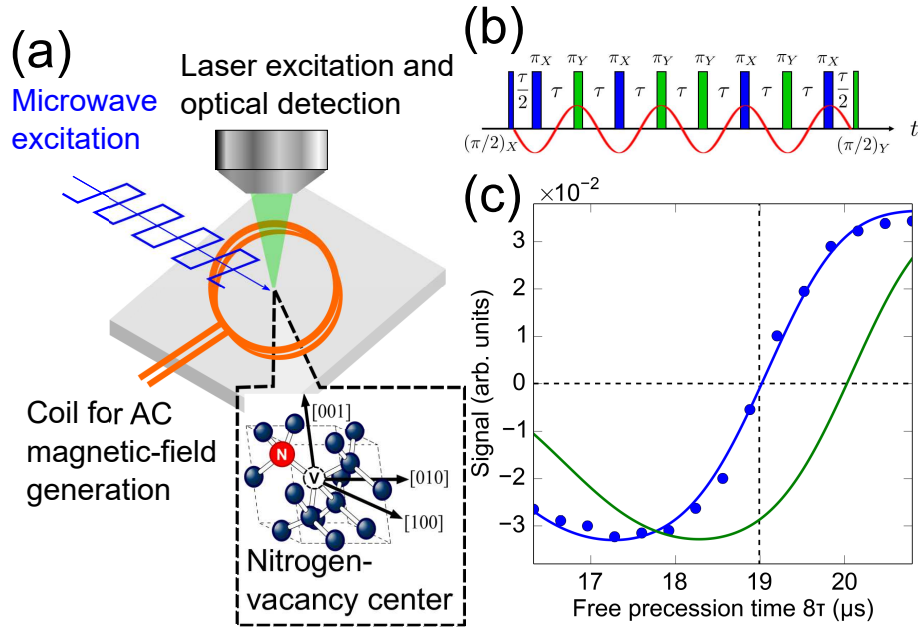 (a)
Laser excitation and
optical detection
Microwave
excitation
Coil for AC
magnetic-field
generation
[001]
N
V
[010]
[100]
Nitrogen-
vacancy center
(b)
π_X π_Y π_X π_Y π_Y π_X π_Y π_X
τ/2 τ τ τ τ τ τ τ τ/2
(π/2)_X
(π/2)_Y
t
(c)
×10⁻²
3
2
1
0
−1
−2
−3
Signal (arb. units)
17 18 19 20
Free precession time 8τ (μs)